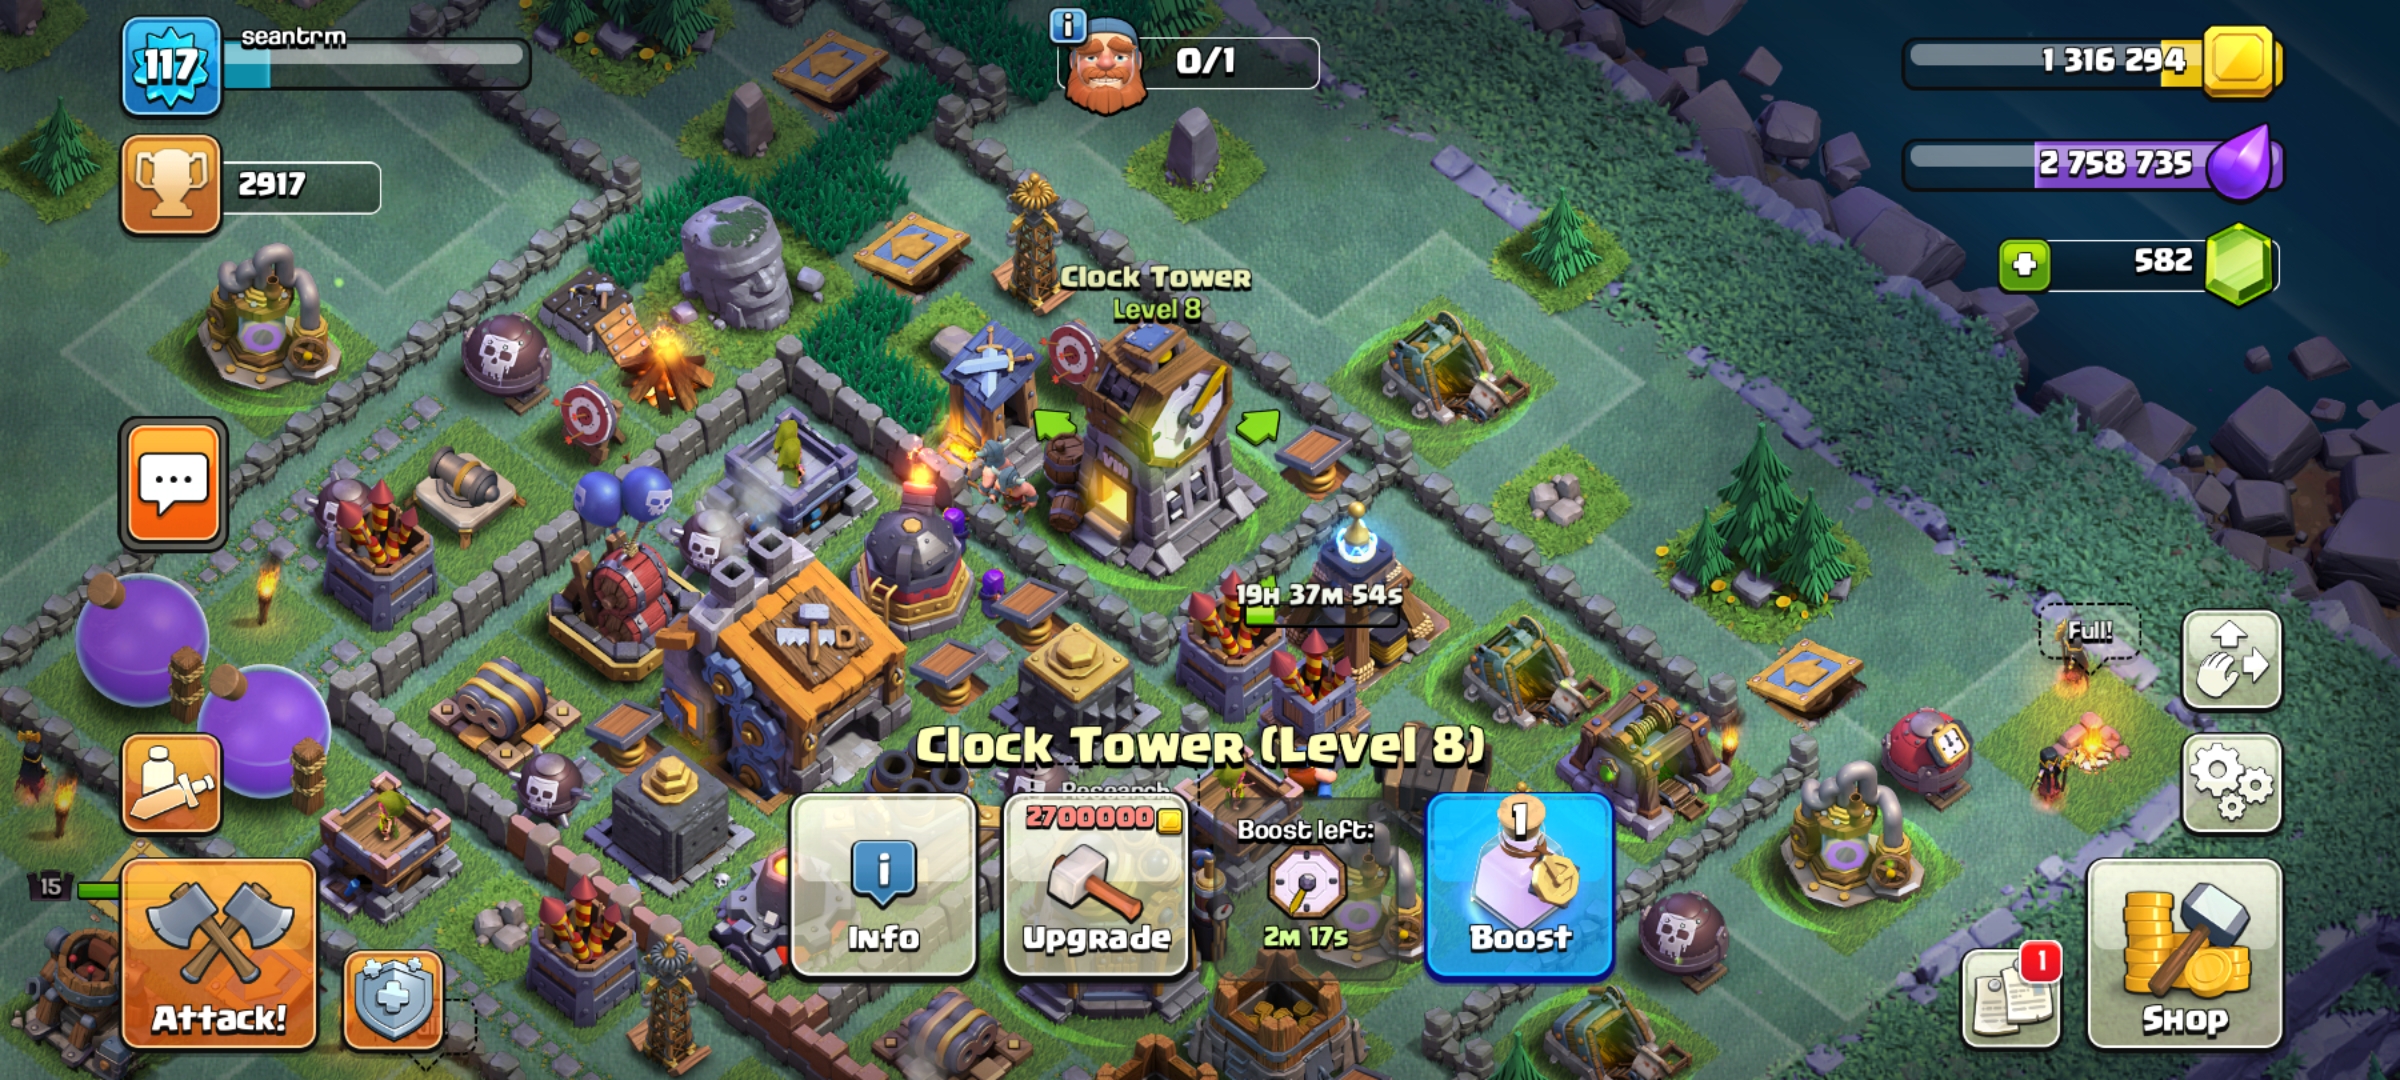 117
seantrm
0/1
1 316 294
2917
2 758 735
582
Clock Tower
Level 8
19H 37M 54S
Full!
Clock Tower (Level 8)
Research
2700000
Boost left:
1
Info
Upgrade
2M 17S
Boost
15
Attack!
1
Shop